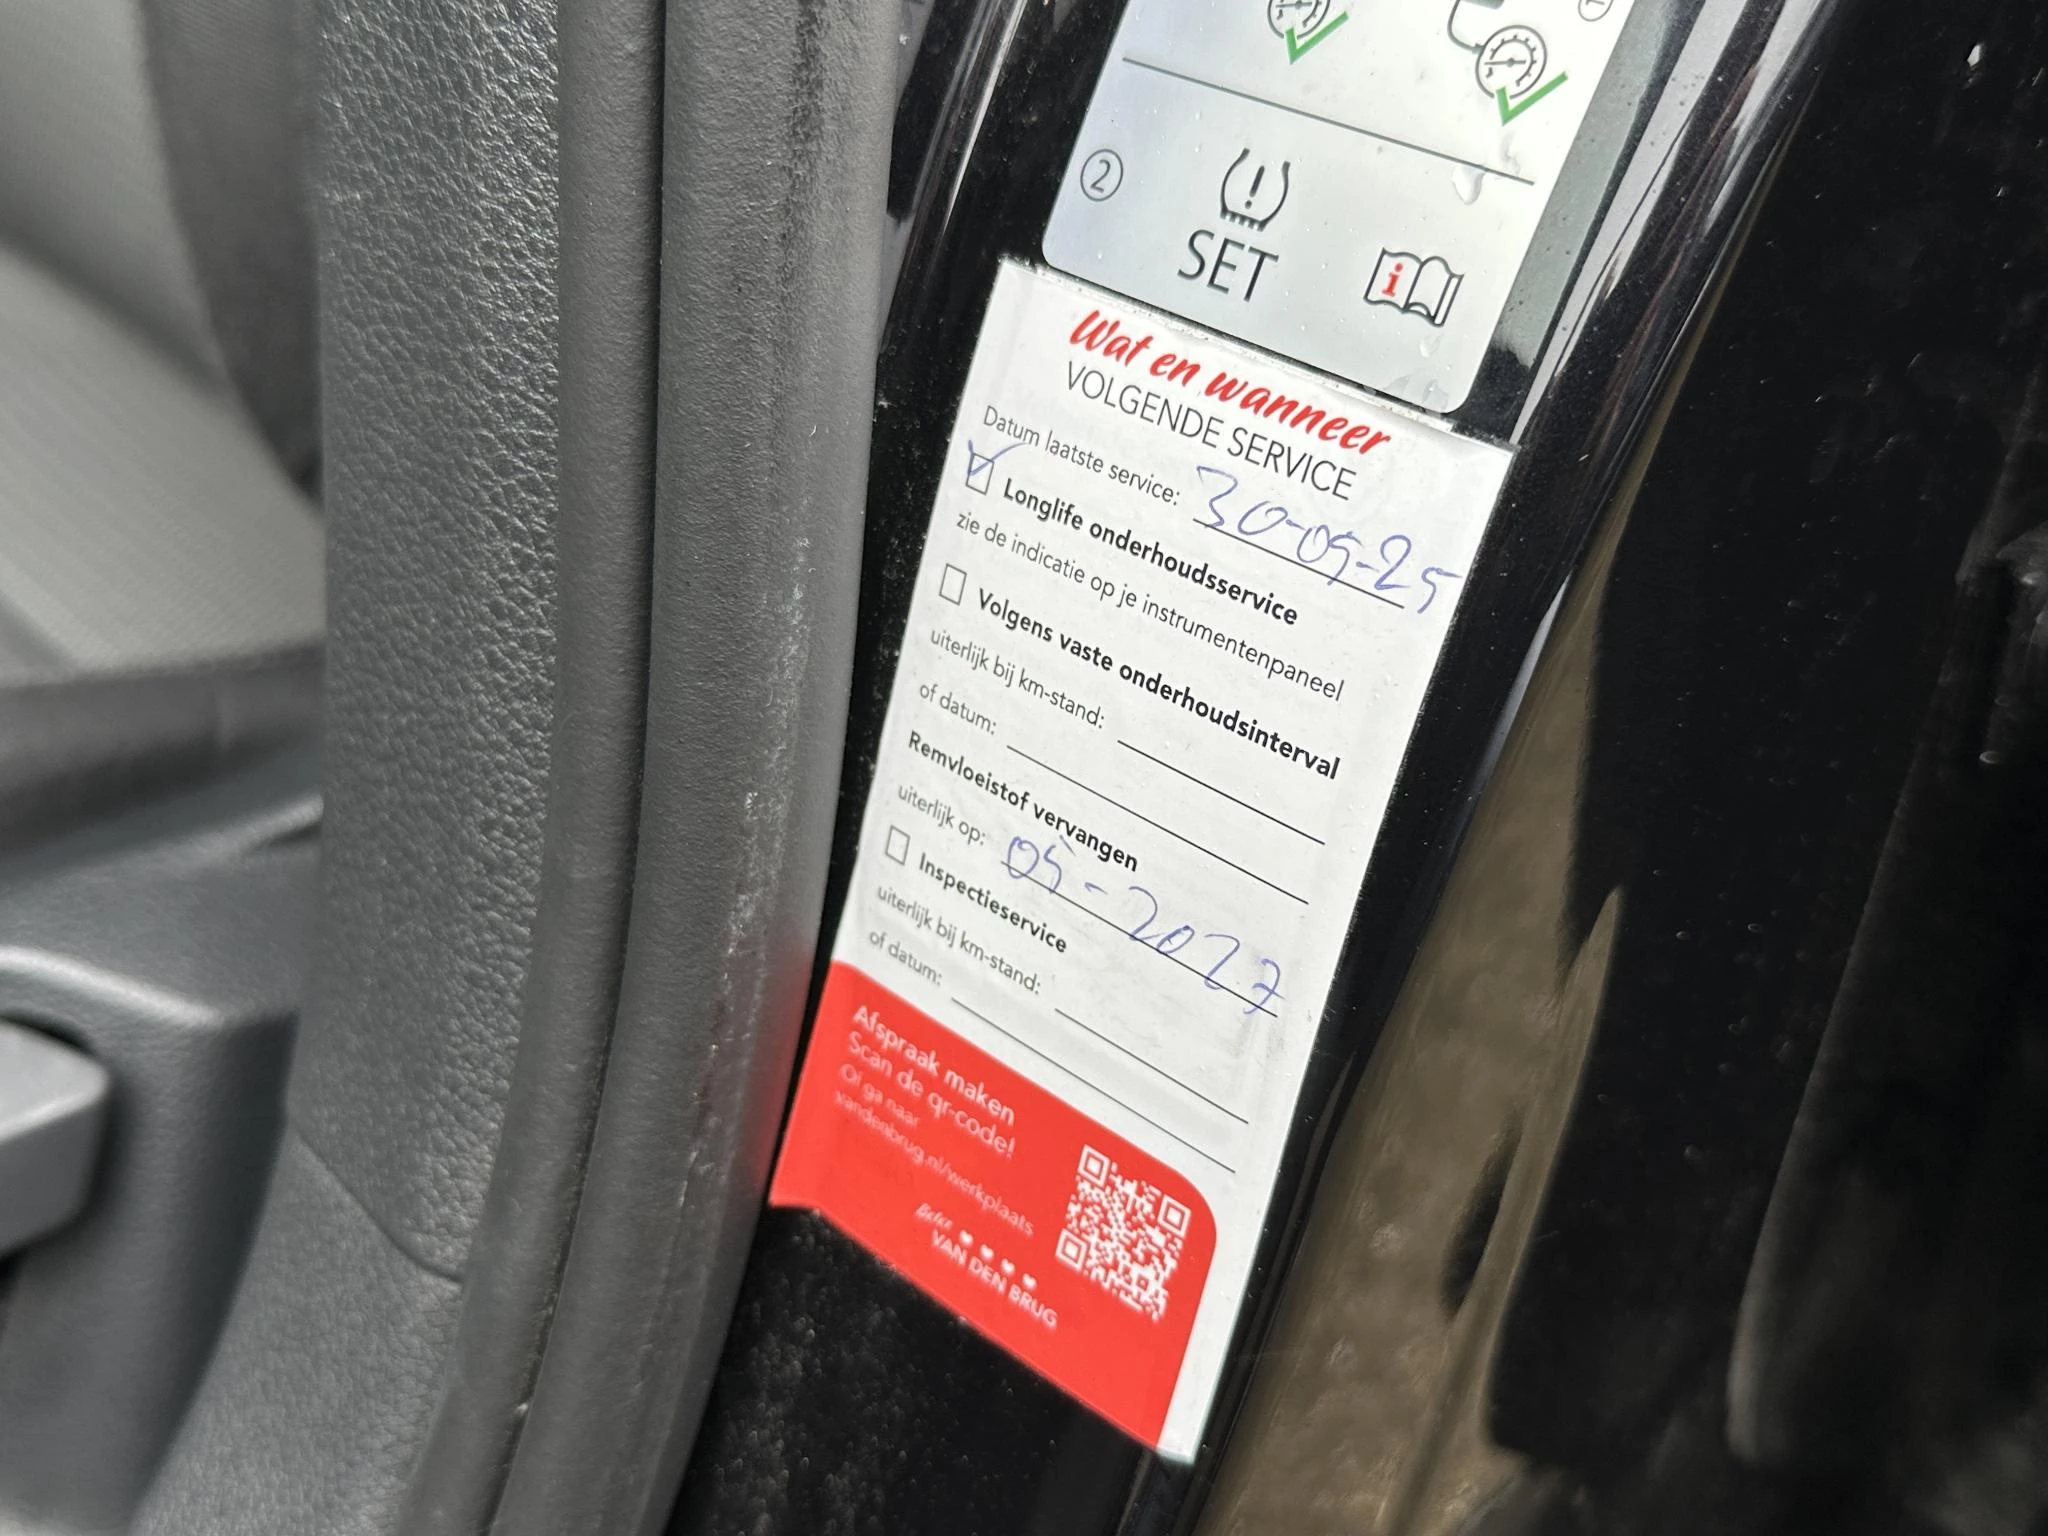 2
SET
i
Wat en wanneer
VOLGENDE SERVICE
Datum laatste service: 30-05-25
Longlife onderhoudsservice
zie de indicatie op je instrumentenpaneel
Volgens vaste onderhoudsinterval
uiterlijk bij km-stand:
of datum:
Remvloeistof vervangen
uiterlijk op: 05-2027
Inspectieservice
uiterlijk bij km-stand:
of datum:
Afspraak maken
Scan de qr-code!
Of ga naar
vandenbrug.nl/werkplaats
Beter
VAN DEN BRUG